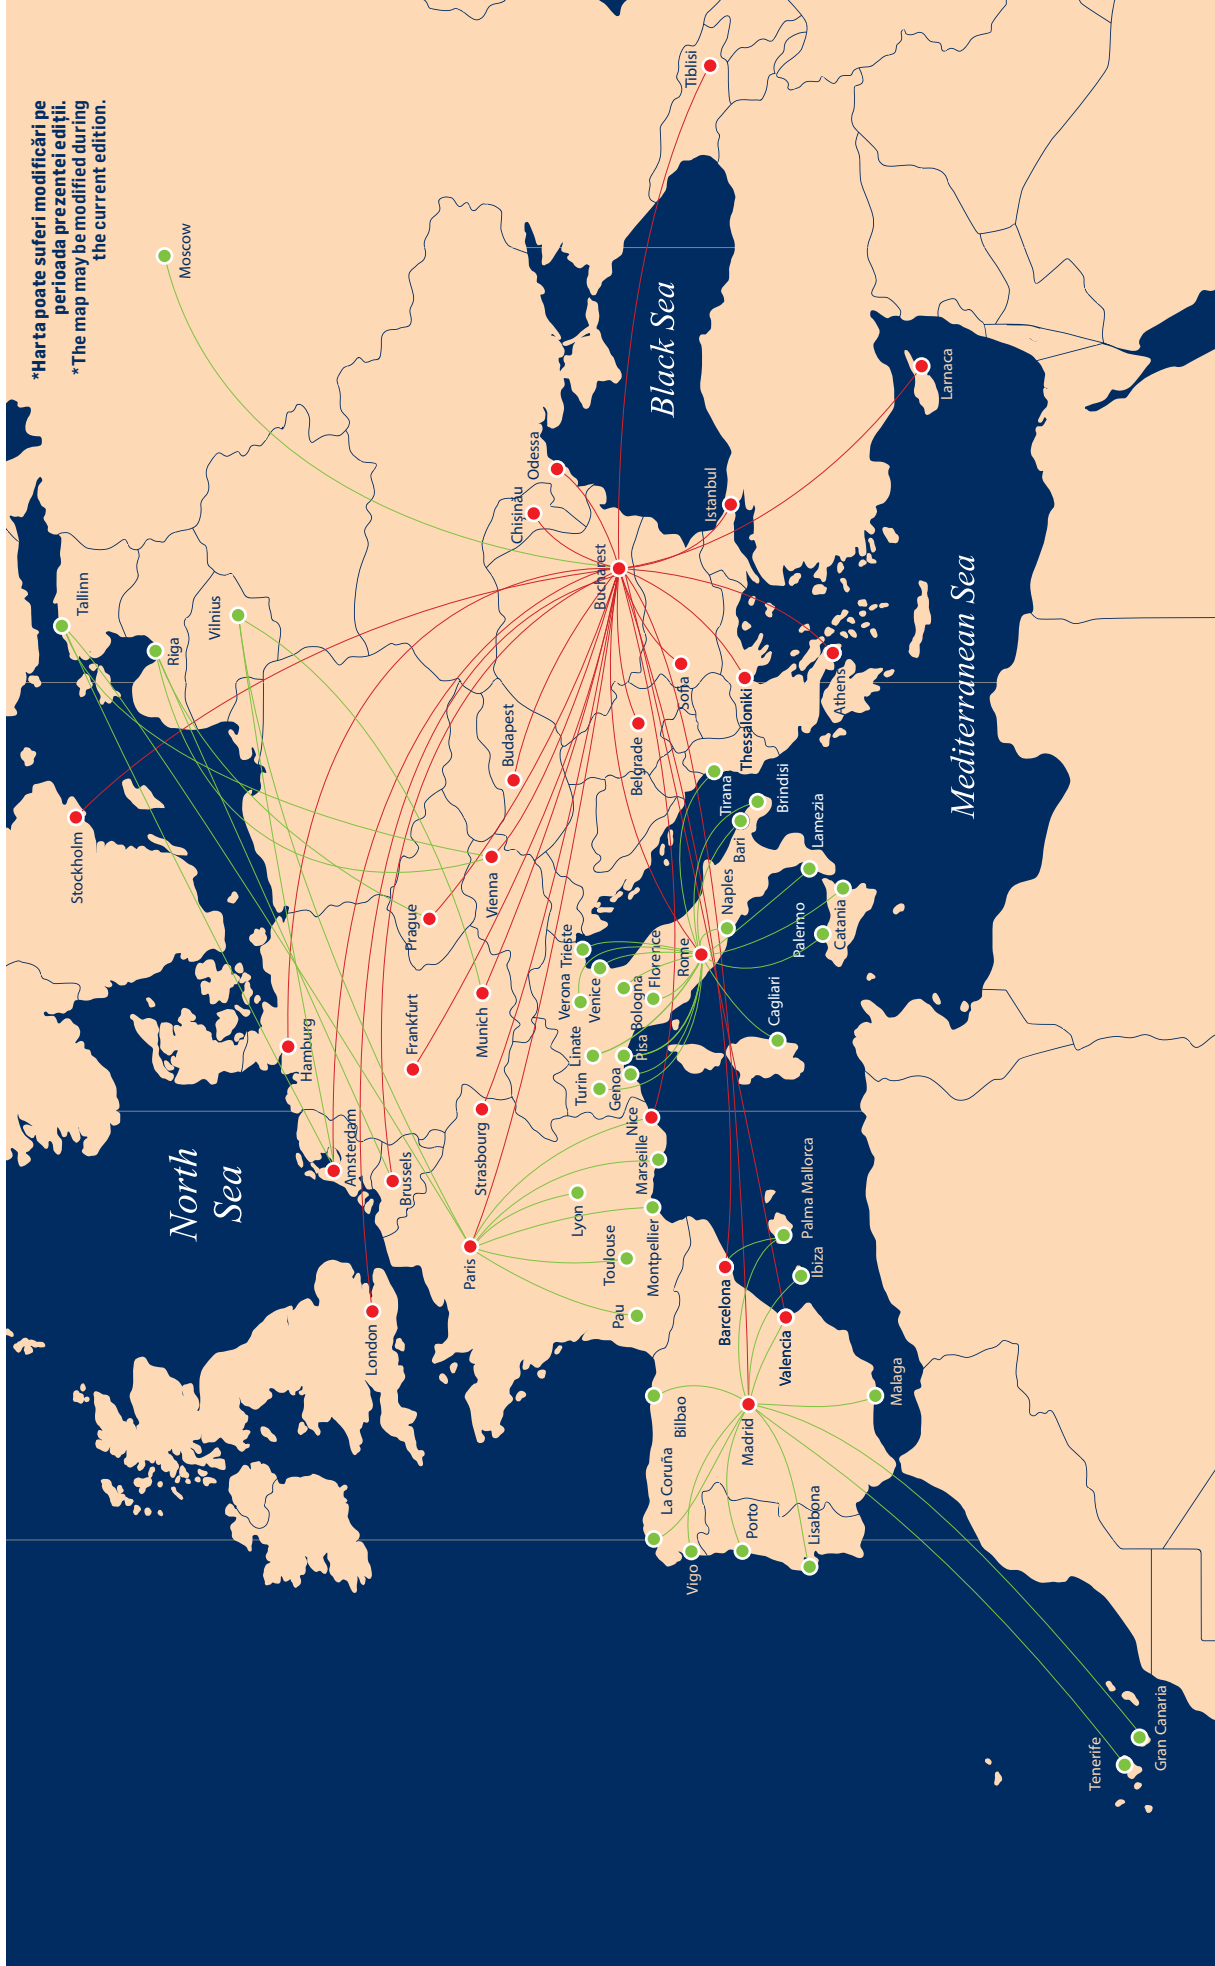 *Harta poate suferi modificări pe
perioada prezentei ediții.
*The map may be modified during
the current edition.
Moscow
Tallinn
Riga
Vilnius
Stockholm
North
Sea
Hamburg
Amsterdam
Brussels
London
Frankfurt
Prague
Munich
Vienna
Budapest
Strasbourg
Paris
Chișinău
Odessa
Bucharest
Tiblisi
Black Sea
Istanbul
Larnaca
Sofia
Belgrade
Thessaloniki
Athens
Tirana
Brindisi
Bari
Lamezia
Naples
Palermo
Catania
Rome
Florence
Trieste
Verona
Venice
Bologna
Linate
Pisa
Turin
Genoa
Cagliari
Nice
Marseille
Lyon
Montpellier
Toulouse
Pau
Mediterranean Sea
Palma Mallorca
Ibiza
Barcelona
Valencia
Madrid
Malaga
Bilbao
La Coruña
Vigo
Porto
Lisabona
Tenerife
Gran Canaria